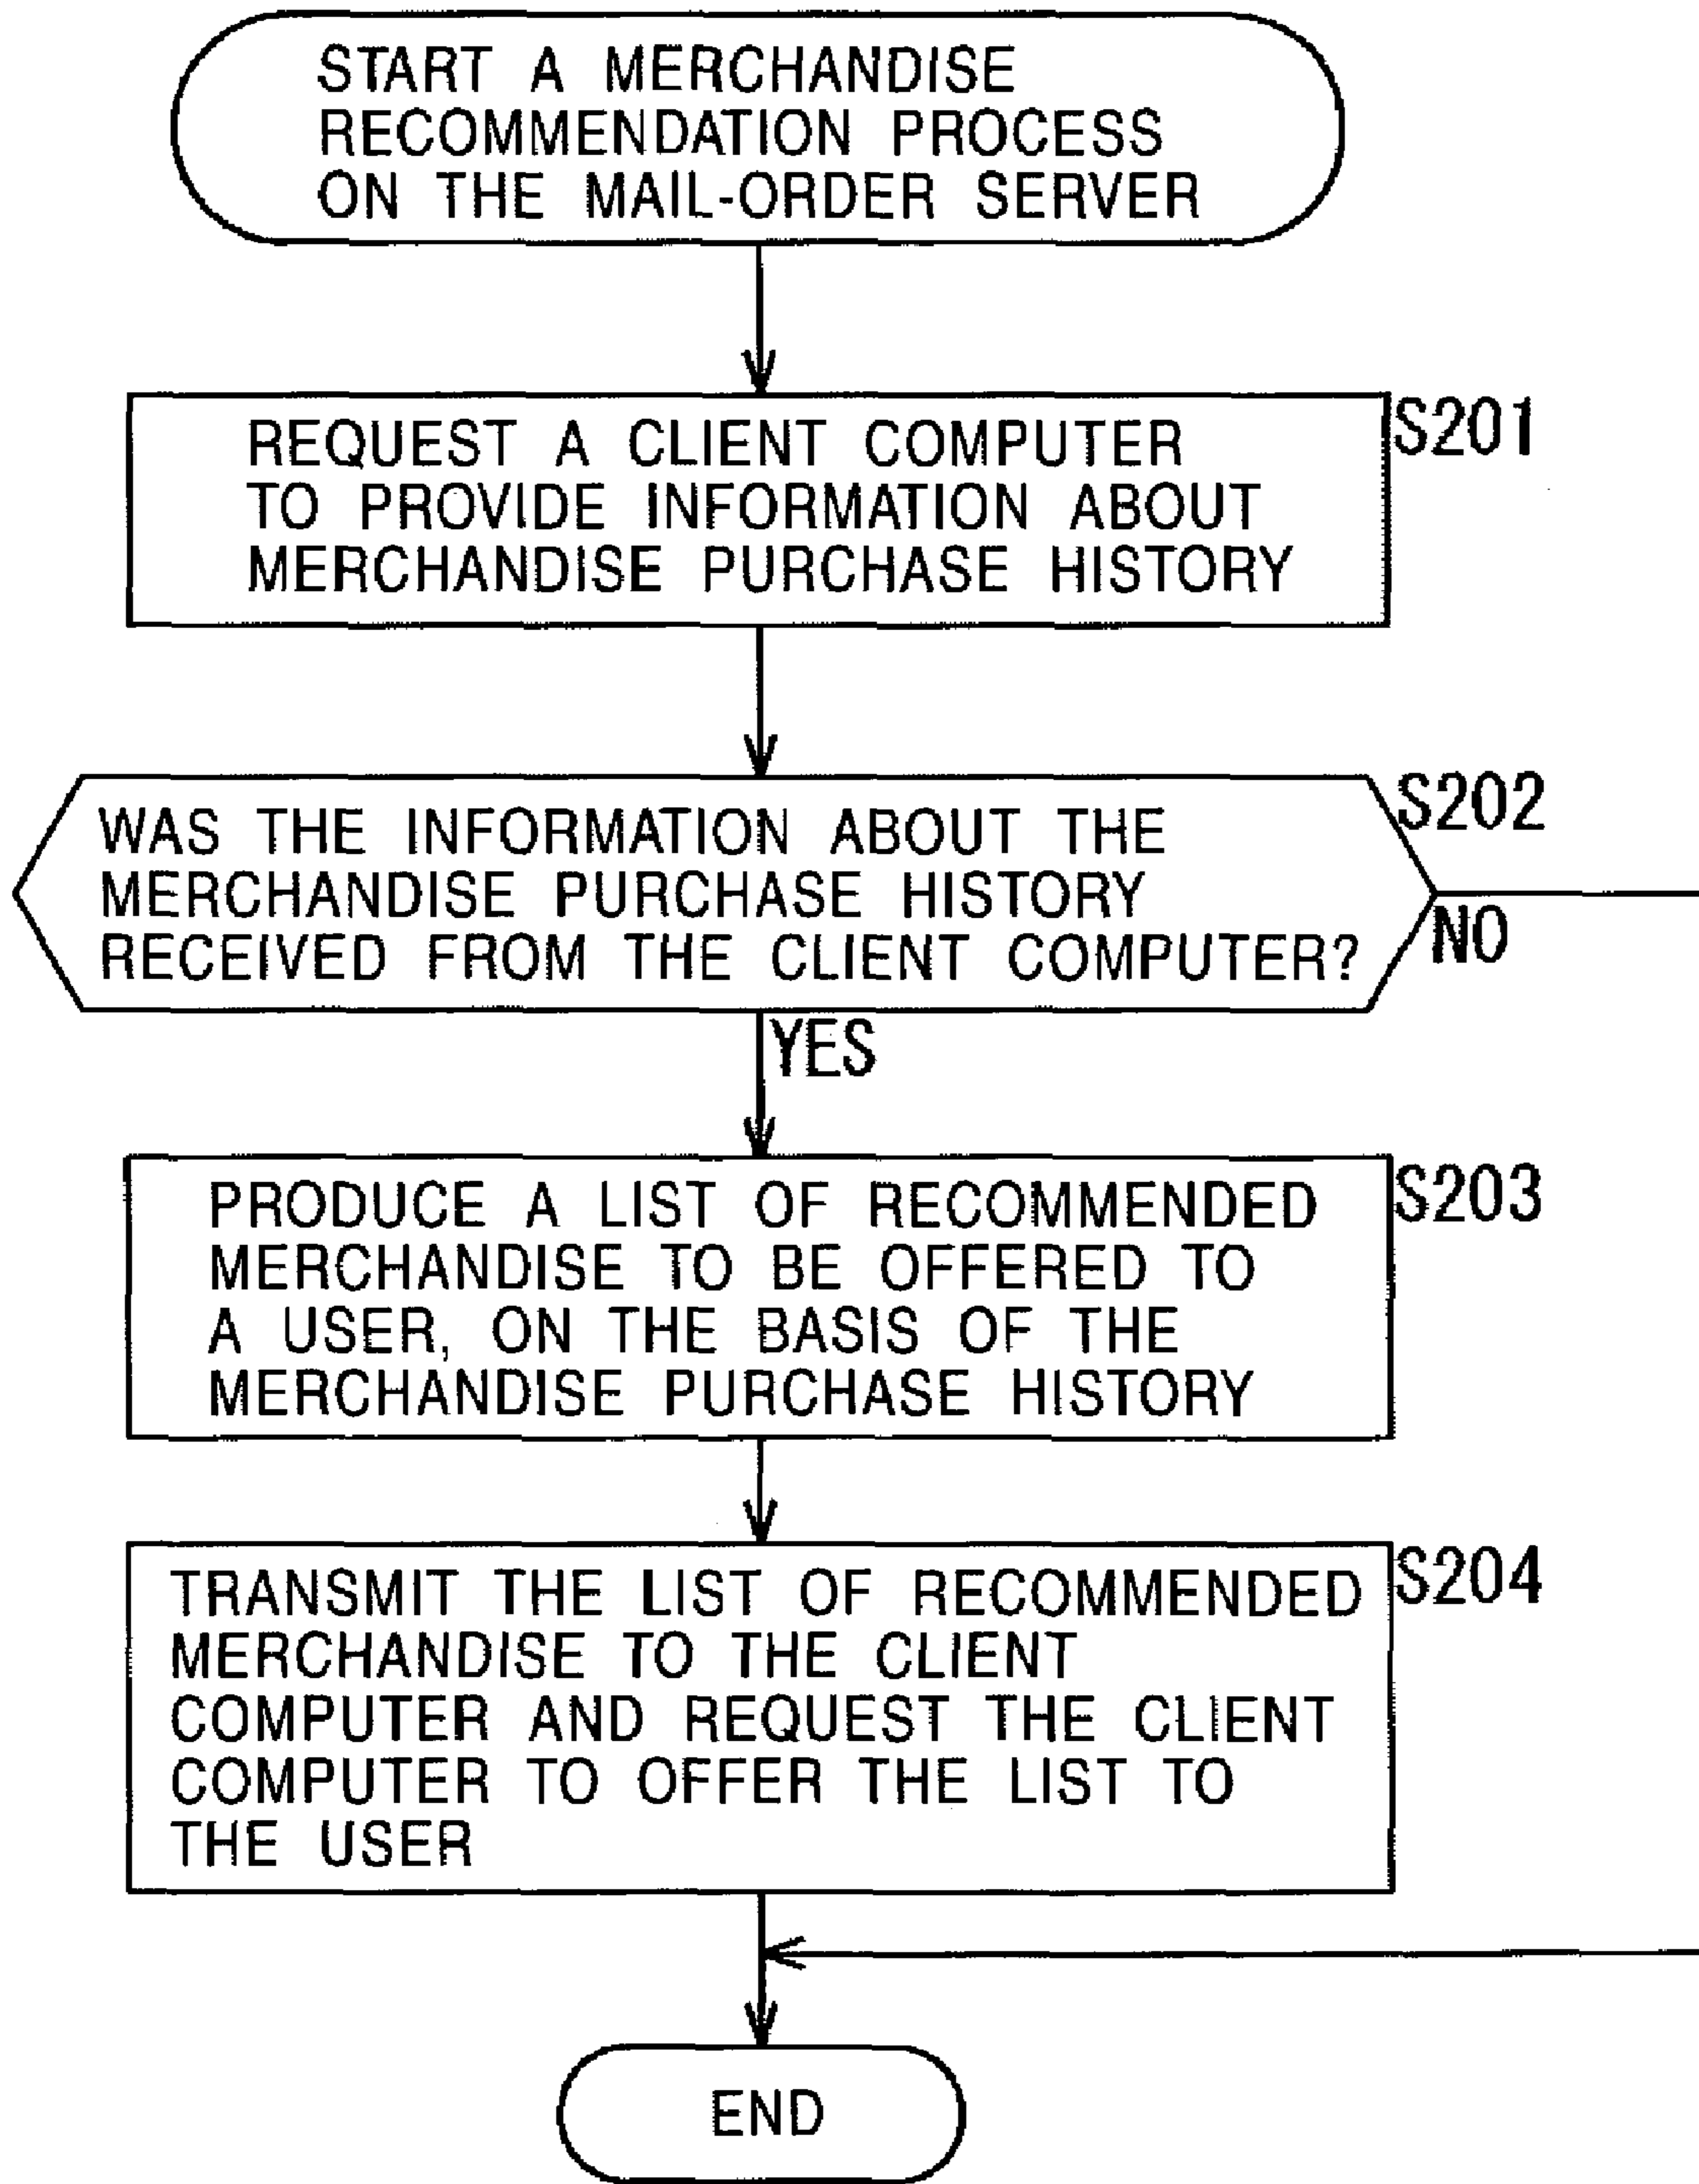 START A MERCHANDISE
RECOMMENDATION PROCESS
ON THE MAIL-ORDER SERVER
REQUEST A CLIENT COMPUTER
TO PROVIDE INFORMATION ABOUT
MERCHANDISE PURCHASE HISTORY
S201
WAS THE INFORMATION ABOUT THE
MERCHANDISE PURCHASE HISTORY
RECEIVED FROM THE CLIENT COMPUTER?
S202
NO
YES
PRODUCE A LIST OF RECOMMENDED
MERCHANDISE TO BE OFFERED TO
A USER, ON THE BASIS OF THE
MERCHANDISE PURCHASE HISTORY
S203
TRANSMIT THE LIST OF RECOMMENDED
MERCHANDISE TO THE CLIENT
COMPUTER AND REQUEST THE CLIENT
COMPUTER TO OFFER THE LIST TO
THE USER
S204
END